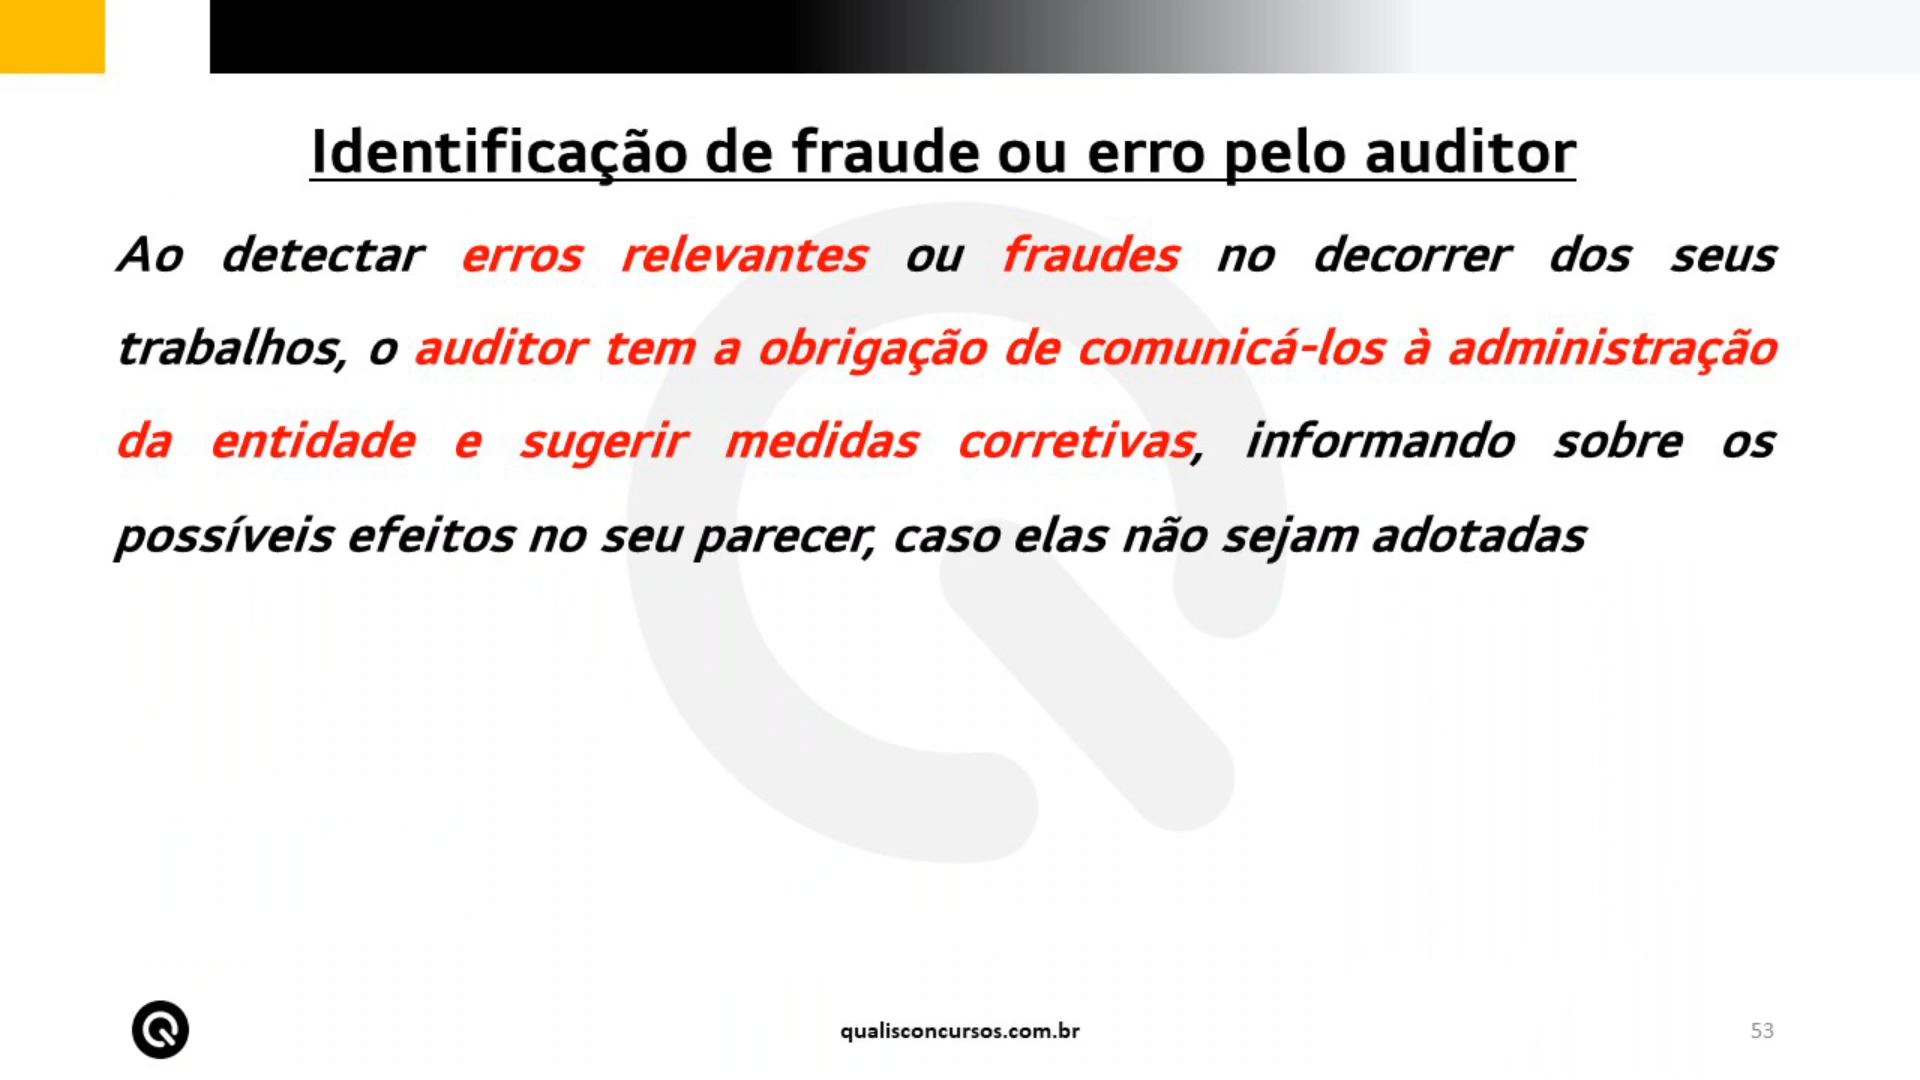 Identificação de fraude ou erro pelo auditor
Ao detectar erros relevantes ou fraudes no decorrer dos seus
trabalhos, o auditor tem a obrigação de comunicá-los à administração
da entidade e sugerir medidas corretivas, informando sobre os
possíveis efeitos no seu parecer, caso elas não sejam adotadas
qualisconcursos.com.br
53